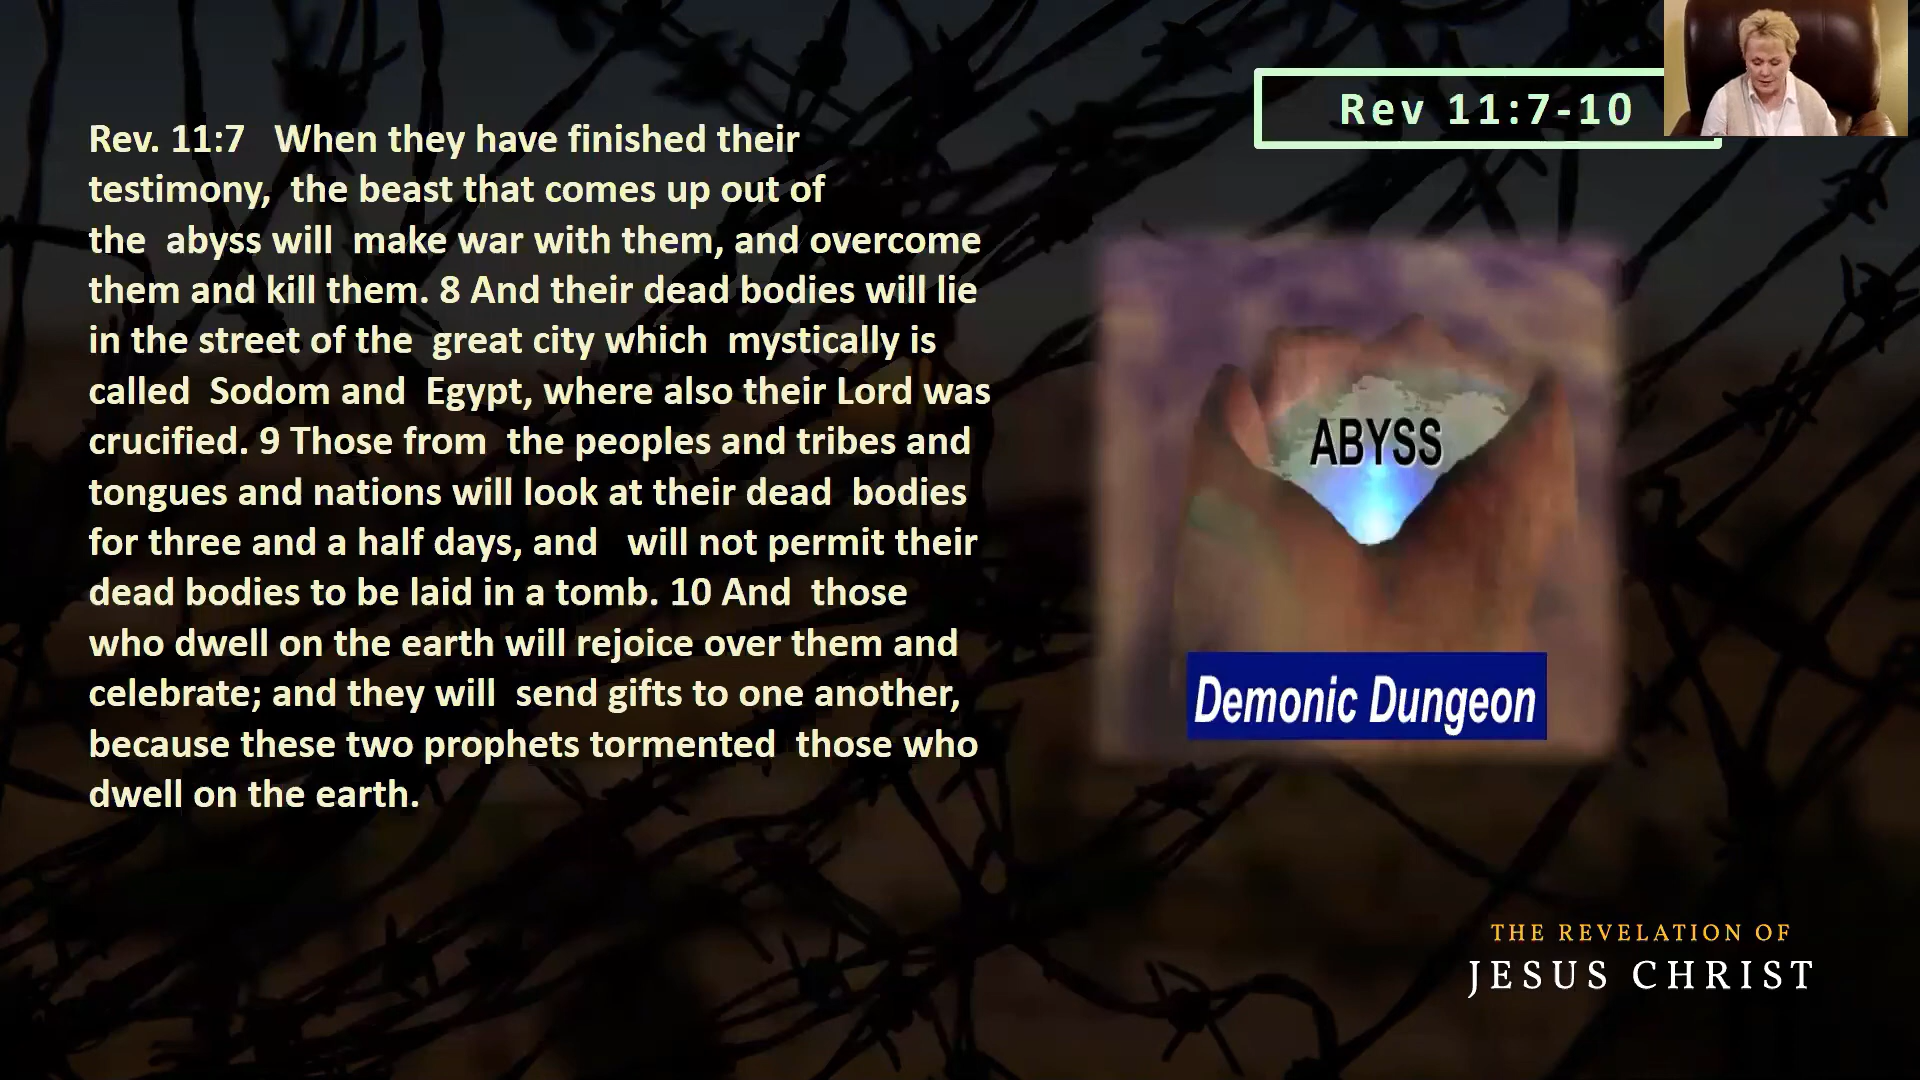 Rev 11:7-10
Rev. 11:7 When they have finished their
testimony, the beast that comes up out of
the abyss will make war with them, and overcome
them and kill them. 8 And their dead bodies will lie
in the street of the great city which mystically is
called Sodom and Egypt, where also their Lord was
crucified. 9 Those from the peoples and tribes and
tongues and nations will look at their dead bodies
for three and a half days, and will not permit their
dead bodies to be laid in a tomb. 10 And those
who dwell on the earth will rejoice over them and
celebrate; and they will send gifts to one another,
because these two prophets tormented those who
dwell on the earth.
ABYSS
Demonic Dungeon
THE REVELATION OF
JESUS CHRIST